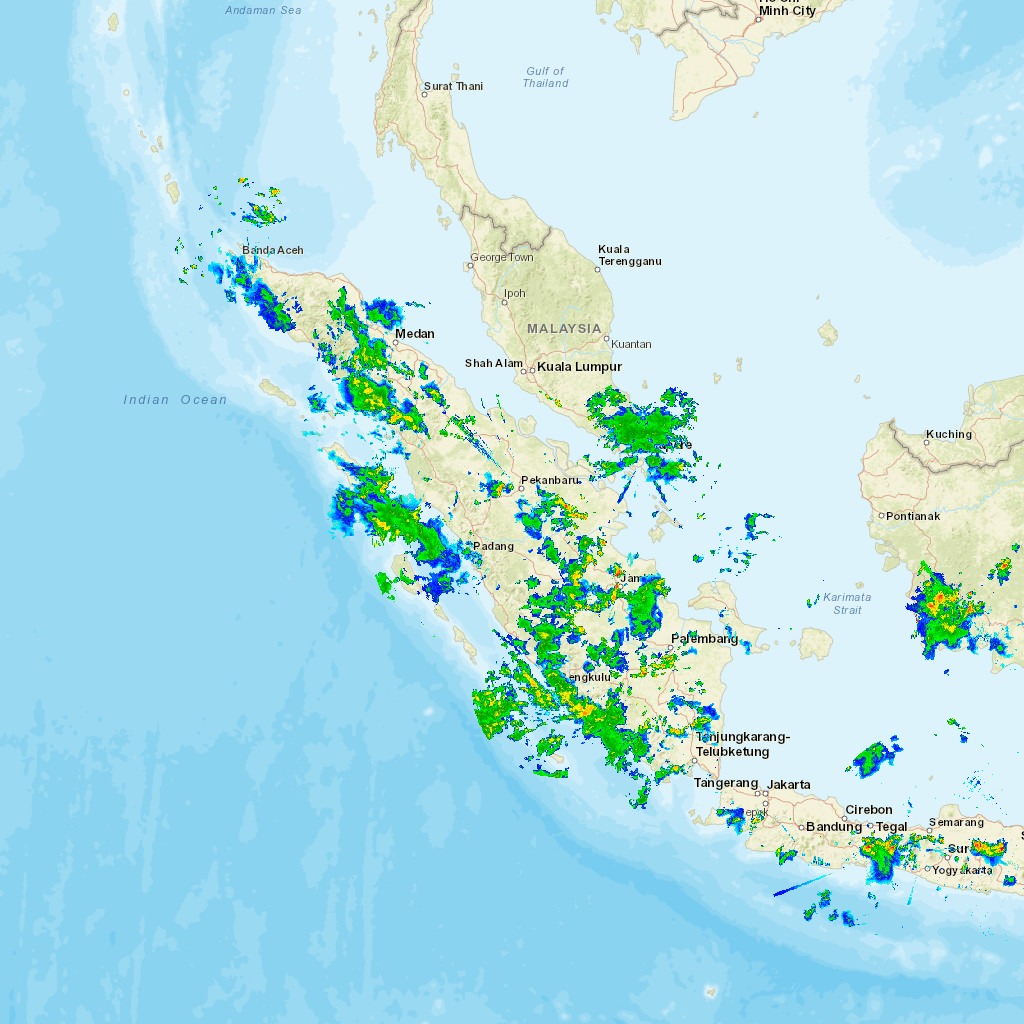 Andaman Sea
Minh City
Gulf of
Thailand
Surat Thani
Banda Aceh
George Town
Kuala
Terengganu
Ipoh
MALAYSIA
Kuantan
Medan
Shah Alam
Kuala Lumpur
Indian Ocean
Kuching
Pekanbaru
Pontianak
Padang
Karimata
Strait
Palembang
Tanjungkarang-
Telubketung
Tangerang
Jakarta
Cirebon
Bandung
Tegal
Semarang
Yogyakarta